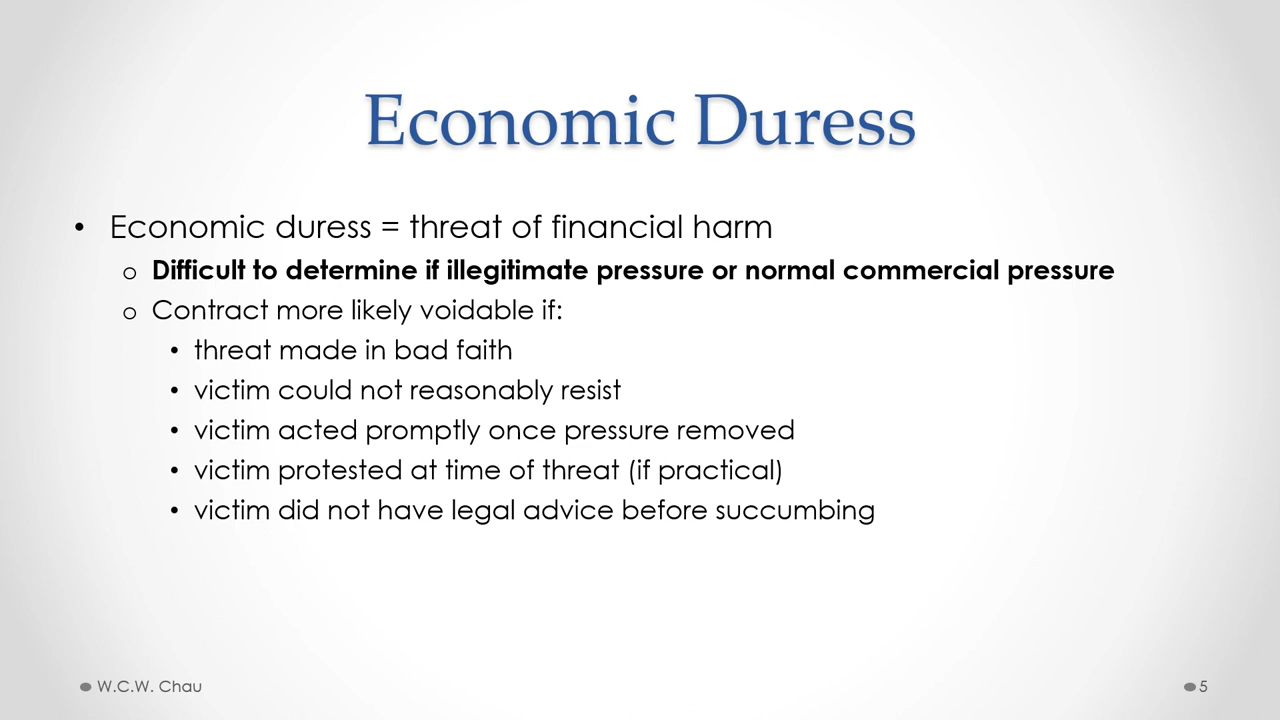 Economic Duress
• Economic duress = threat of financial harm
o Difficult to determine if illegitimate pressure or normal commercial pressure
o Contract more likely voidable if:
• threat made in bad faith
• victim could not reasonably resist
• victim acted promptly once pressure removed
• victim protested at time of threat (if practical)
• victim did not have legal advice before succumbing
W.C.W. Chau
5